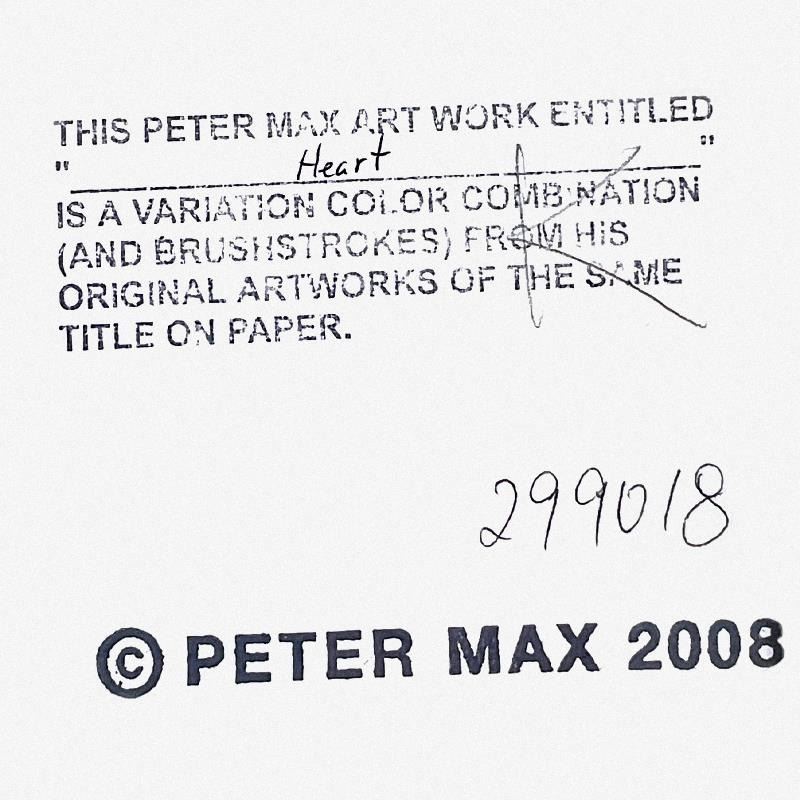 THIS PETER MAX ART WORK ENTITLED
" Heart "
IS A VARIATION COLOR COMBINATION
(AND BRUSHSTROKES) FROM HIS
ORIGINAL ARTWORKS OF THE SAME
TITLE ON PAPER.
K
299018
© PETER MAX 2008